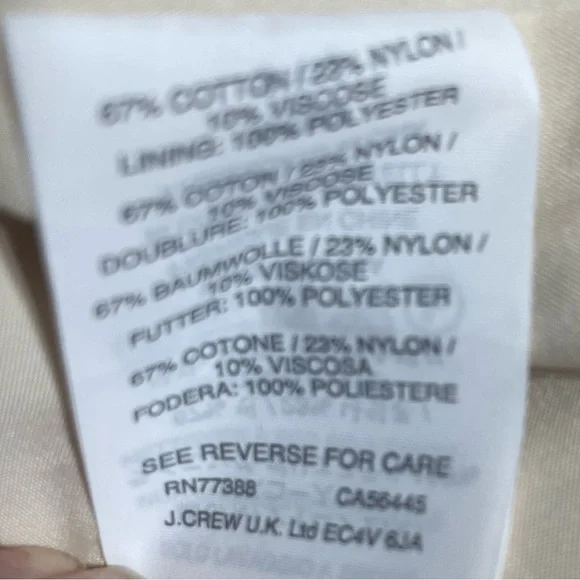 67% COTTON / 23% NYLON /
10% VISCOSE
LINING: 100% POLYESTER
67% COTON / 23% NYLON /
10% VISCOSE
DOUBLURE: 100% POLYESTER
67% BAUMWOLLE / 23% NYLON /
10% VISKOSE
FUTTER: 100% POLYESTER
67% COTONE / 23% NYLON /
10% VISCOSA
FODERA: 100% POLIESTERE
SEE REVERSE FOR CARE
RN77388 CA56445
J.CREW U.K. Ltd EC4V 6JA